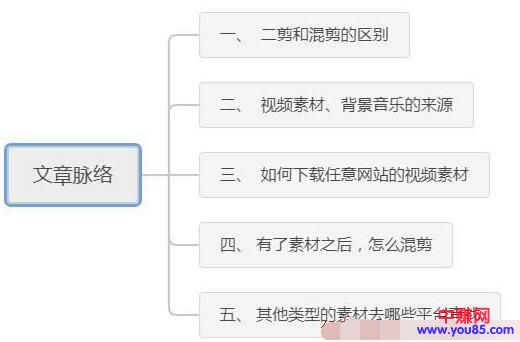 文章脉络
一、 二剪和混剪的区别
二、 视频素材、背景音乐的来源
三、 如何下载任意网站的视频素材
四、 有了素材之后，怎么混剪
五、 其他类型的素材去哪些平台
中赚网
www.you85.com